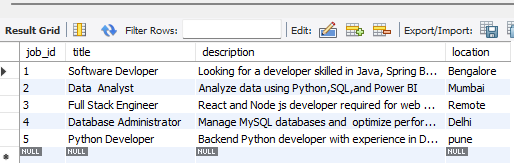 Result Grid Filter Rows: Edit: Export/Import:
job_id title description location
1 Software Devloper Looking for a developer skilled in Java, Spring B... Bengalore
2 Data Analyst Analyze data using Python,SQL,and Power BI Mumbai
3 Full Stack Engineer React and Node js developer required for web ... Remote
4 Database Administrator Manage MySQL databases and optimize perfor... Delhi
5 Python Developer Backend Python developer with experience in D... pune
NULL NULL NULL NULL